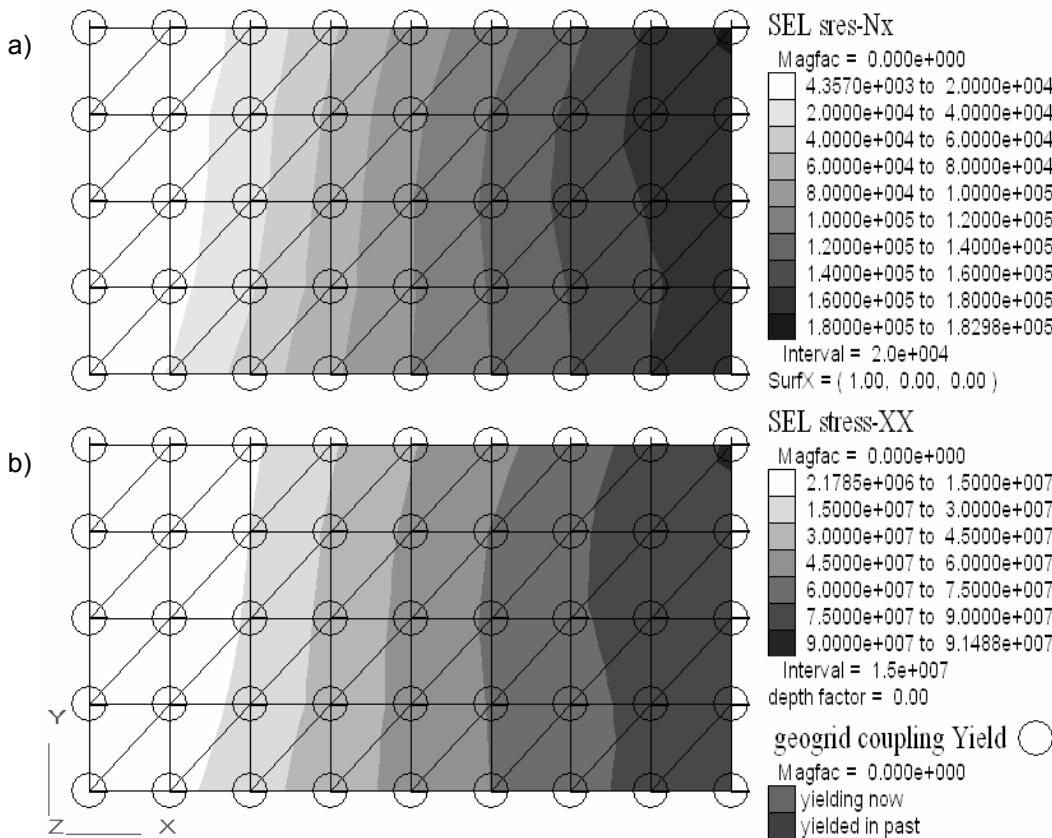 a)
SEL sres-Nx
Magfac = 0.000e+000
4.3570e+003 to 2.0000e+004
2.0000e+004 to 4.0000e+004
4.0000e+004 to 6.0000e+004
6.0000e+004 to 8.0000e+004
8.0000e+004 to 1.0000e+005
1.0000e+005 to 1.2000e+005
1.2000e+005 to 1.4000e+005
1.4000e+005 to 1.6000e+005
1.6000e+005 to 1.8000e+005
1.8000e+005 to 1.8298e+005
Interval = 2.0e+004
SurfX = ( 1.00, 0.00, 0.00 )
b)
SEL stress-XX
Magfac = 0.000e+000
2.1785e+006 to 1.5000e+007
1.5000e+007 to 3.0000e+007
3.0000e+007 to 4.5000e+007
4.5000e+007 to 6.0000e+007
6.0000e+007 to 7.5000e+007
7.5000e+007 to 9.0000e+007
9.0000e+007 to 9.1488e+007
Interval = 1.5e+007
depth factor = 0.00
geogrid coupling Yield
Magfac = 0.000e+000
yielding now
yielded in past
Y
Z X